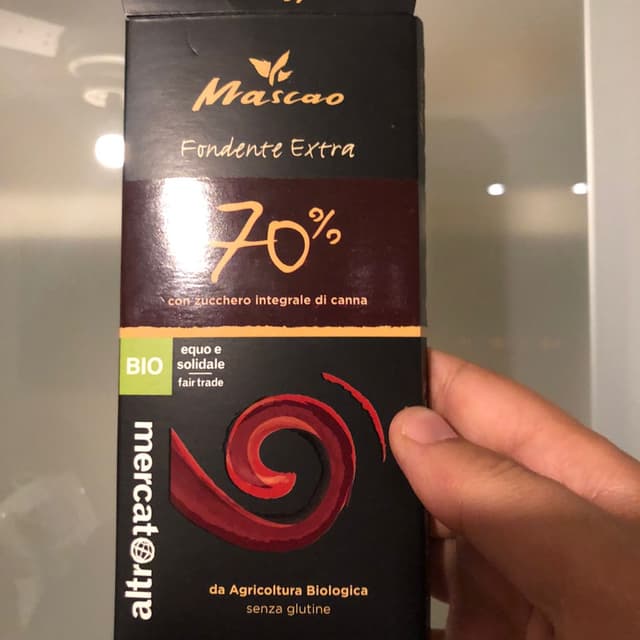 Mascao
Fondente Extra
70%
con zucchero integrale di canna
BIO
equo e
solidale
fair trade
altromercato
da Agricoltura Biologica
senza glutine